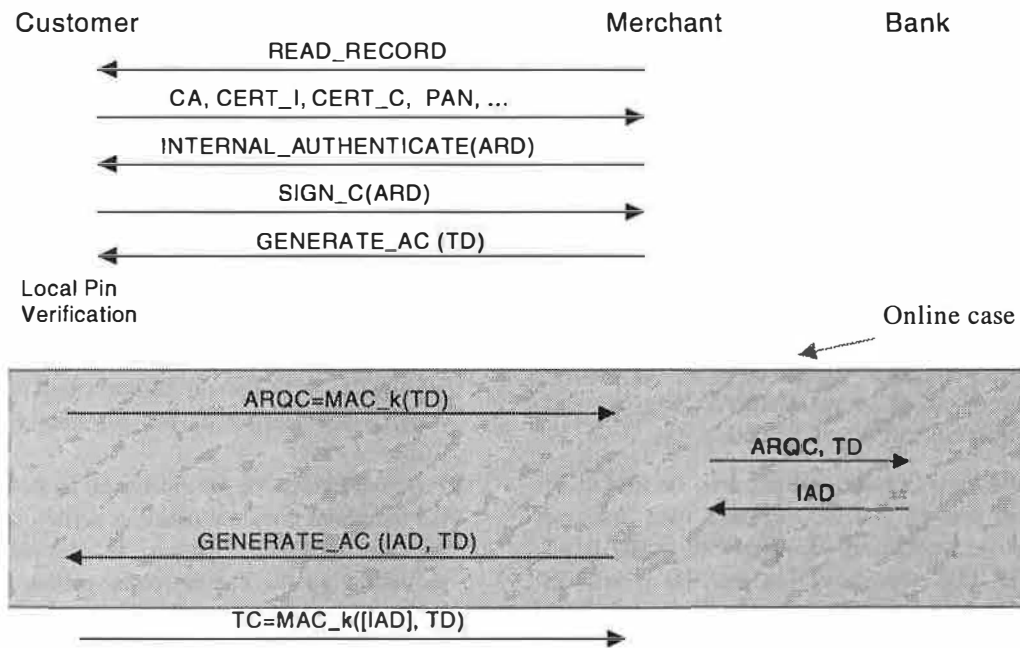 Customer Merchant Bank
READ_RECORD
CA, CERT_I, CERT_C, PAN, ...
INTERNAL_AUTHENTICATE(ARD)
SIGN_C(ARD)
GENERATE_AC (TD)
Local Pin
Verification
Online case
ARQC=MAC_k(TD)
ARQC, TD
IAD
GENERATE_AC (IAD, TD)
TC=MAC_k([IAD], TD)